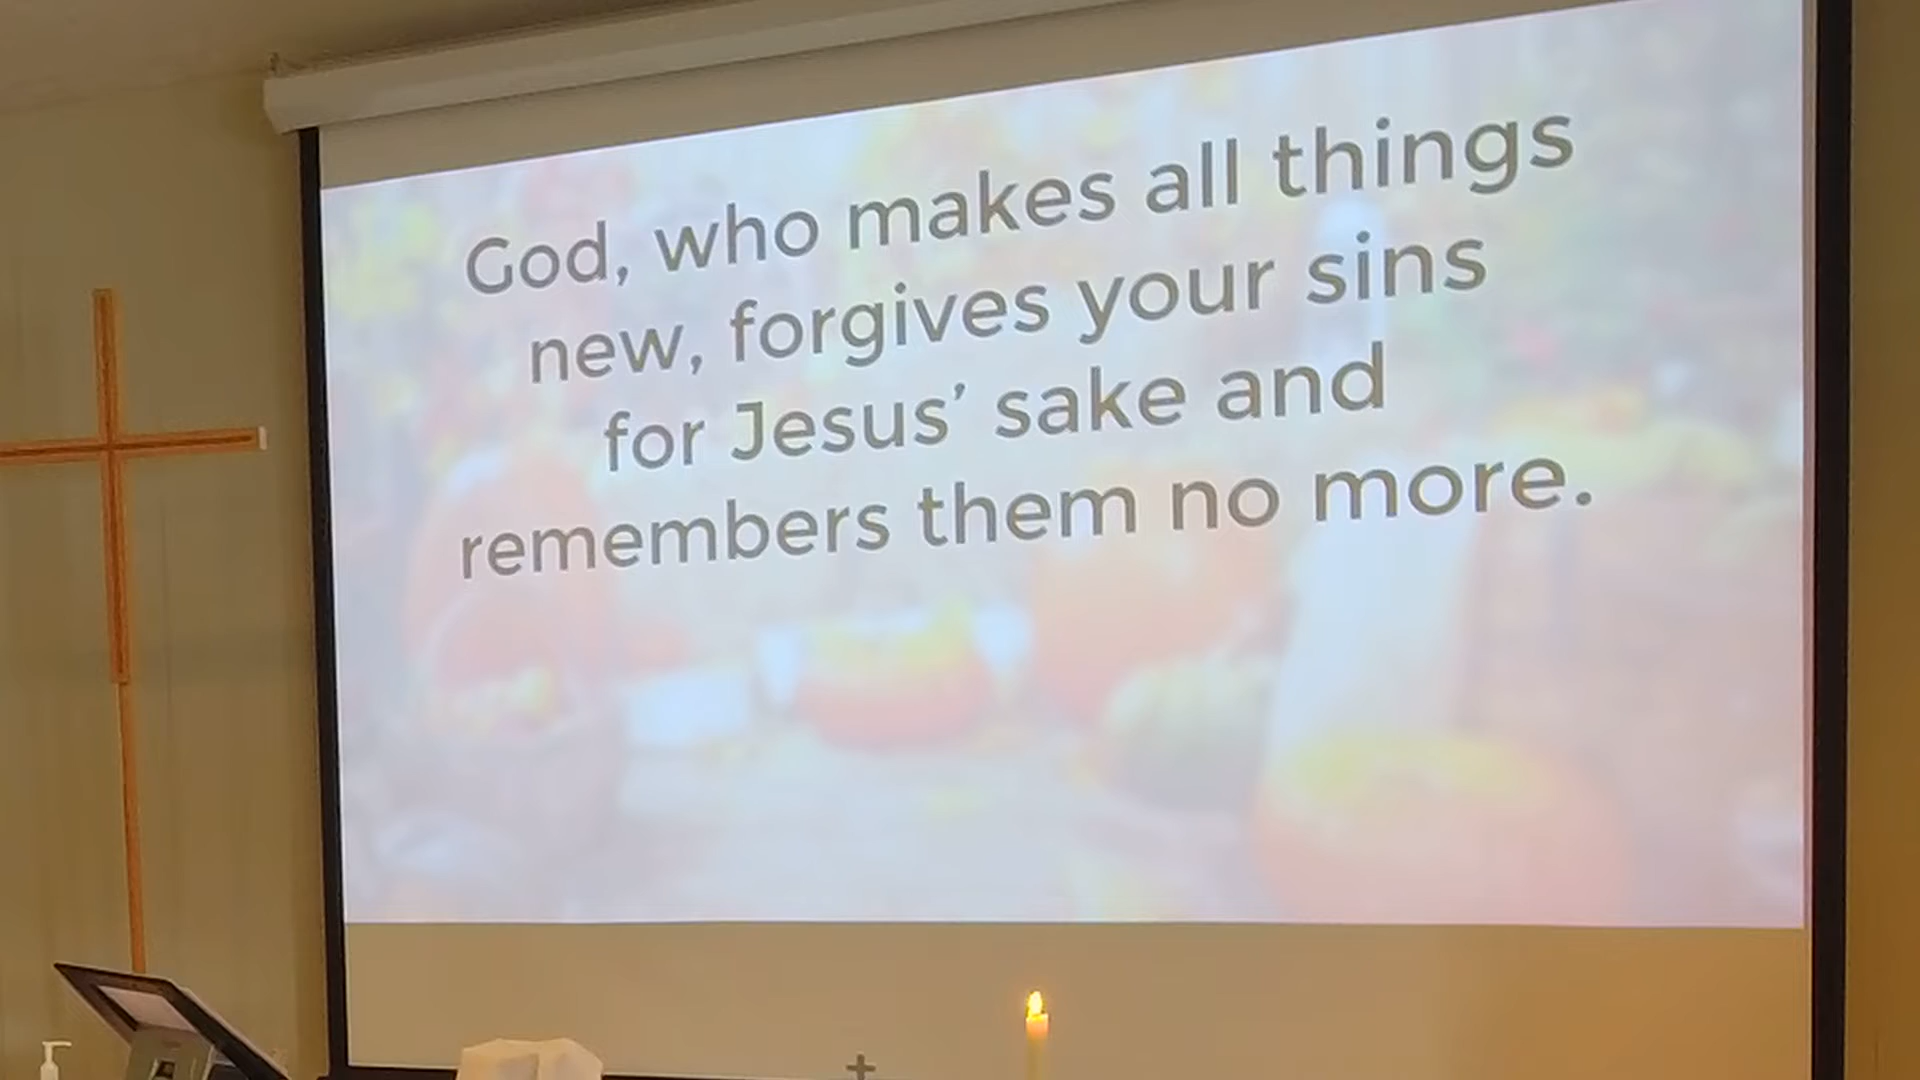 God, who makes all things
new, forgives your sins
for Jesus’ sake and
remembers them no more.